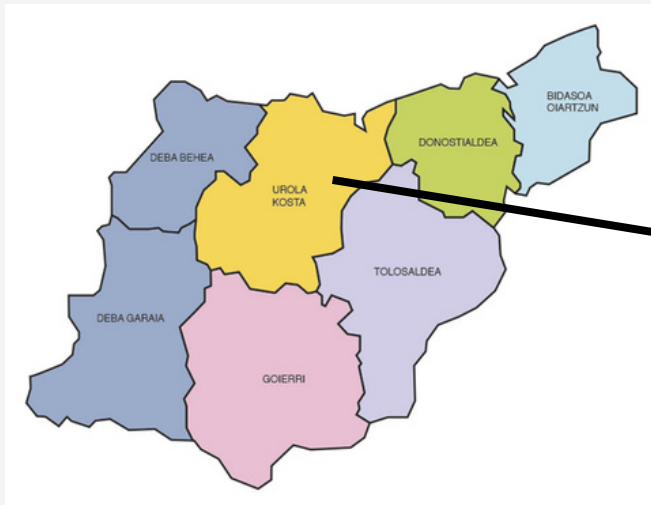 BIDASOA
OIARTZUN
DONOSTIALDEA
DEBA BEHEA
UROLA
KOSTA
TOLOSALDEA
DEBA GARAIA
GOIERRI